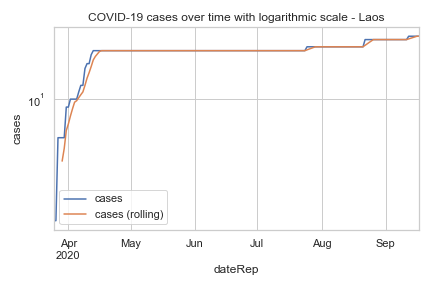 COVID-19 cases over time with logarithmic scale - Laos
cases
10¹
cases
cases (rolling)
Apr
2020
May
Jun
Jul
Aug
Sep
dateRep